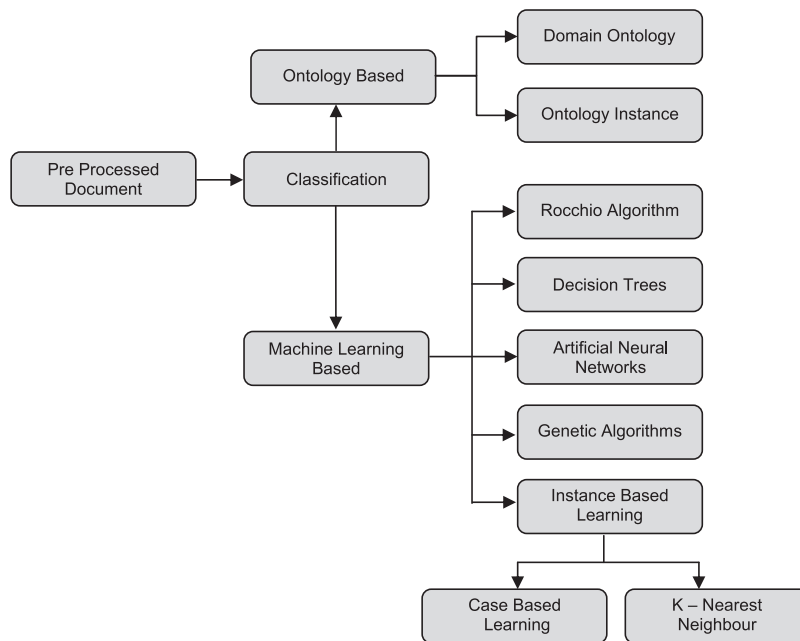 Domain Ontology
Ontology Based
Ontology Instance
Pre Processed
Document
Classification
Rocchio Algorithm
Decision Trees
Machine Learning
Based
Artificial Neural
Networks
Genetic Algorithms
Instance Based
Learning
Case Based
Learning
K – Nearest
Neighbour